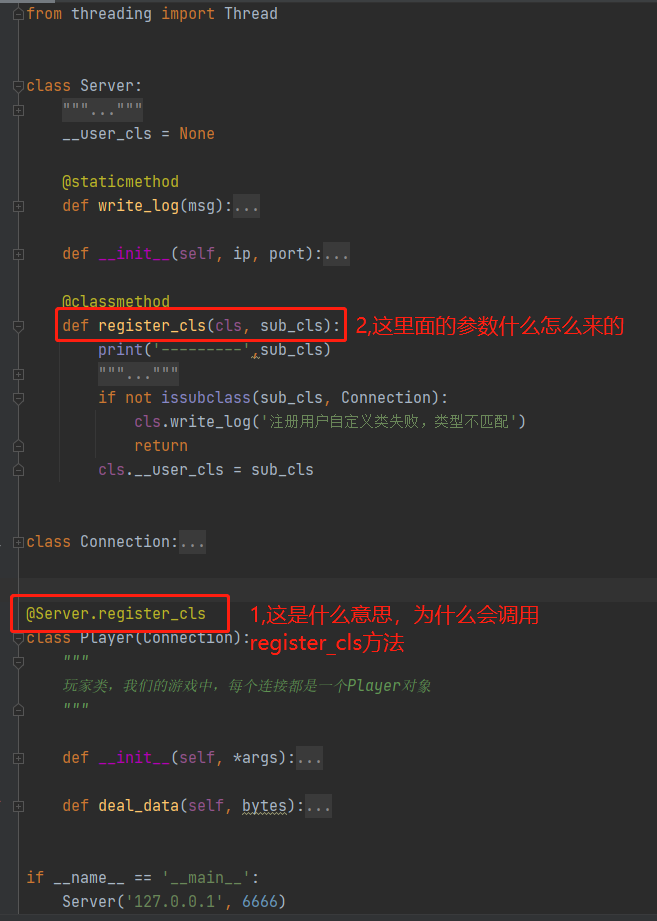 from threading import Thread
class Server:
    """..."""
    __user_cls = None
    @staticmethod
    def write_log(msg):...
    def __init__(self, ip, port):...
    @classmethod
    def register_cls(cls, sub_cls):
2,这里面的参数什么怎么来的
        print('---------',sub_cls)
        """..."""
        if not issubclass(sub_cls, Connection):
            cls.write_log('注册用户自定义类失败，类型不匹配')
            return
        cls.__user_cls = sub_cls
class Connection:...
@Server.register_cls
1,这是什么意思，为什么会调用
register_cls方法
class Player(Connection):
    """
    玩家类，我们的游戏中，每个连接都是一个Player对象
    """
    def __init__(self, *args):...
    def deal_data(self, bytes):...
if __name__ == '__main__':
    Server('127.0.0.1', 6666)